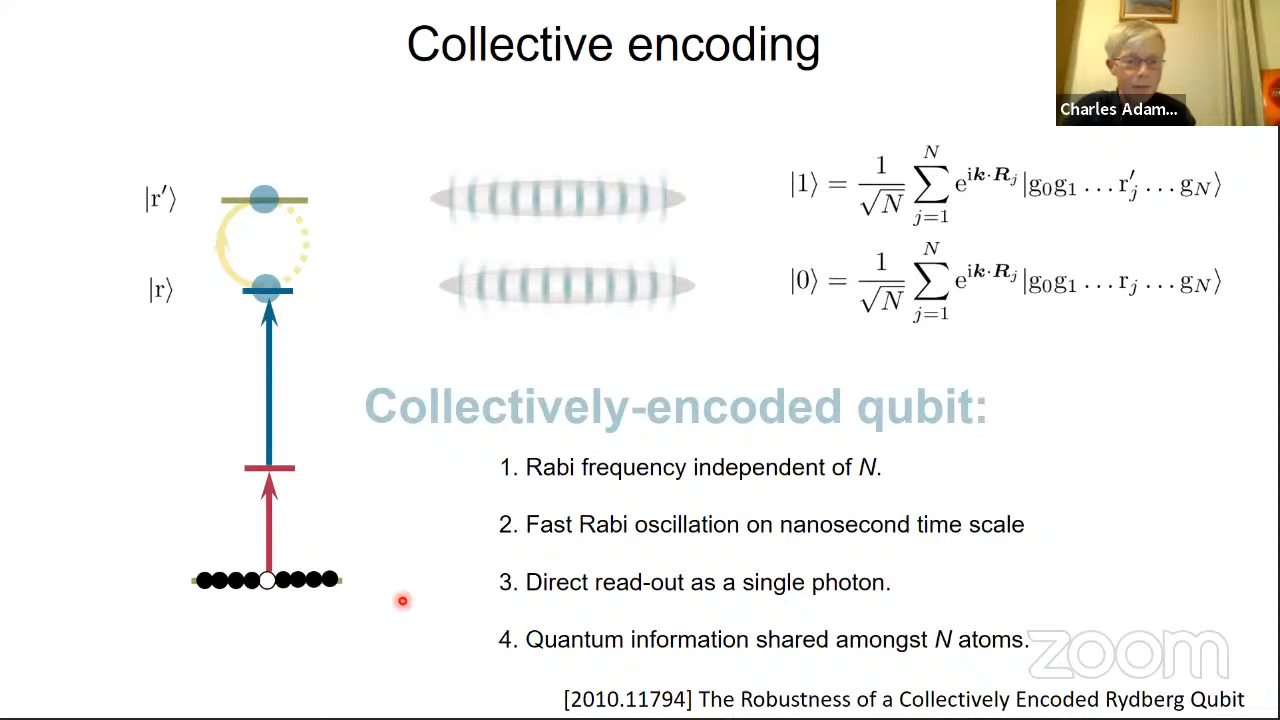 Collective encoding
Charles Adam...
|r′⟩
|r⟩
|1⟩ = 1/√N ∑_{j=1}^{N} e^{ik·R_j} |g₀g₁ … r′_j … g_N⟩
|0⟩ = 1/√N ∑_{j=1}^{N} e^{ik·R_j} |g₀g₁ … r_j … g_N⟩
Collectively-encoded qubit:
1. Rabi frequency independent of N.
2. Fast Rabi oscillation on nanosecond time scale
3. Direct read-out as a single photon.
4. Quantum information shared amongst N atoms.
zoom
[2010.11794] The Robustness of a Collectively Encoded Rydberg Qubit